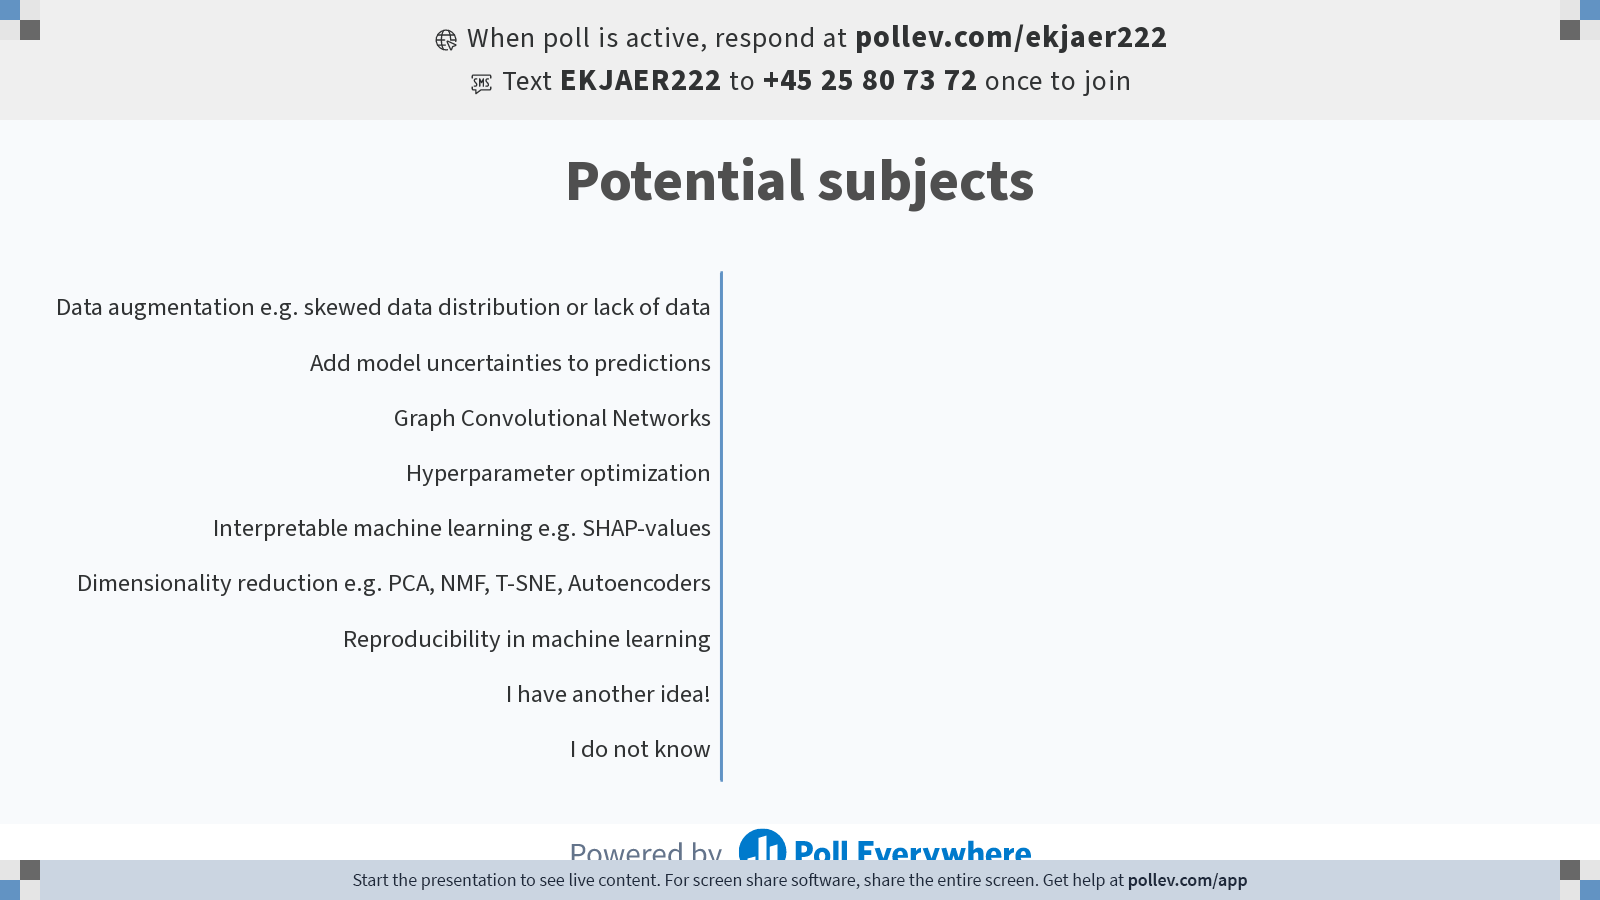 When poll is active, respond at pollev.com/ekjaer222
SMS Text EKJAER222 to +45 25 80 73 72 once to join
Potential subjects
Data augmentation e.g. skewed data distribution or lack of data
Add model uncertainties to predictions
Graph Convolutional Networks
Hyperparameter optimization
Interpretable machine learning e.g. SHAP-values
Dimensionality reduction e.g. PCA, NMF, T-SNE, Autoencoders
Reproducibility in machine learning
I have another idea!
I do not know
Powered by Poll Everywhere
Start the presentation to see live content. For screen share software, share the entire screen. Get help at pollev.com/app